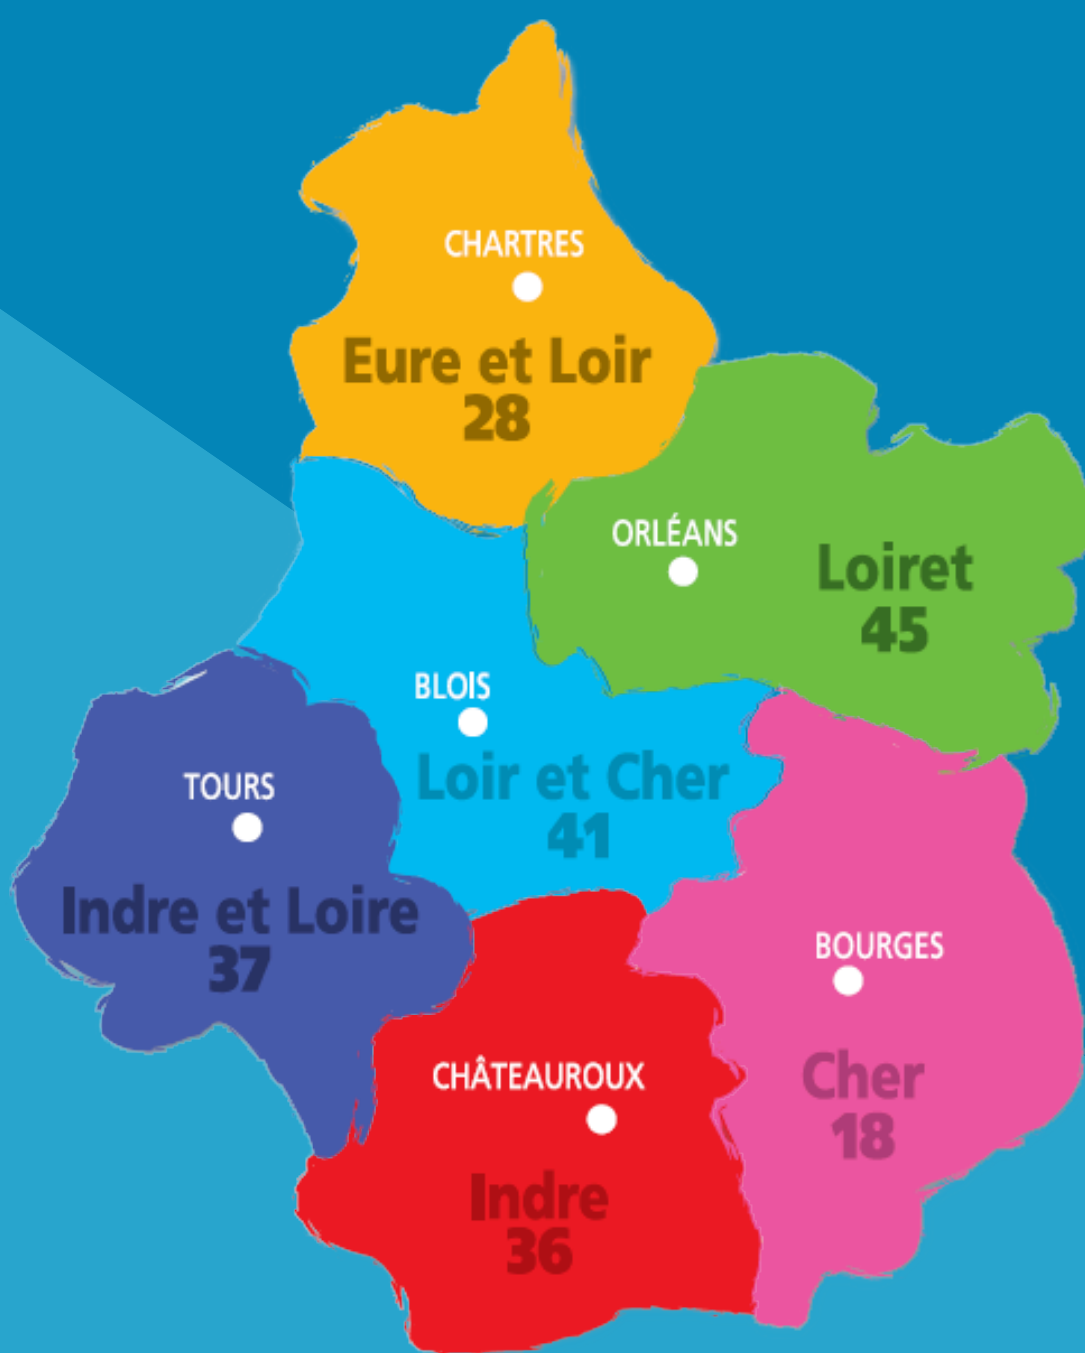 CHARTRES
Eure et Loir
28
ORLÉANS
Loiret
45
BLOIS
Loir et Cher
41
TOURS
Indre et Loire
37
BOURGES
Cher
18
CHÂTEAUROUX
Indre
36